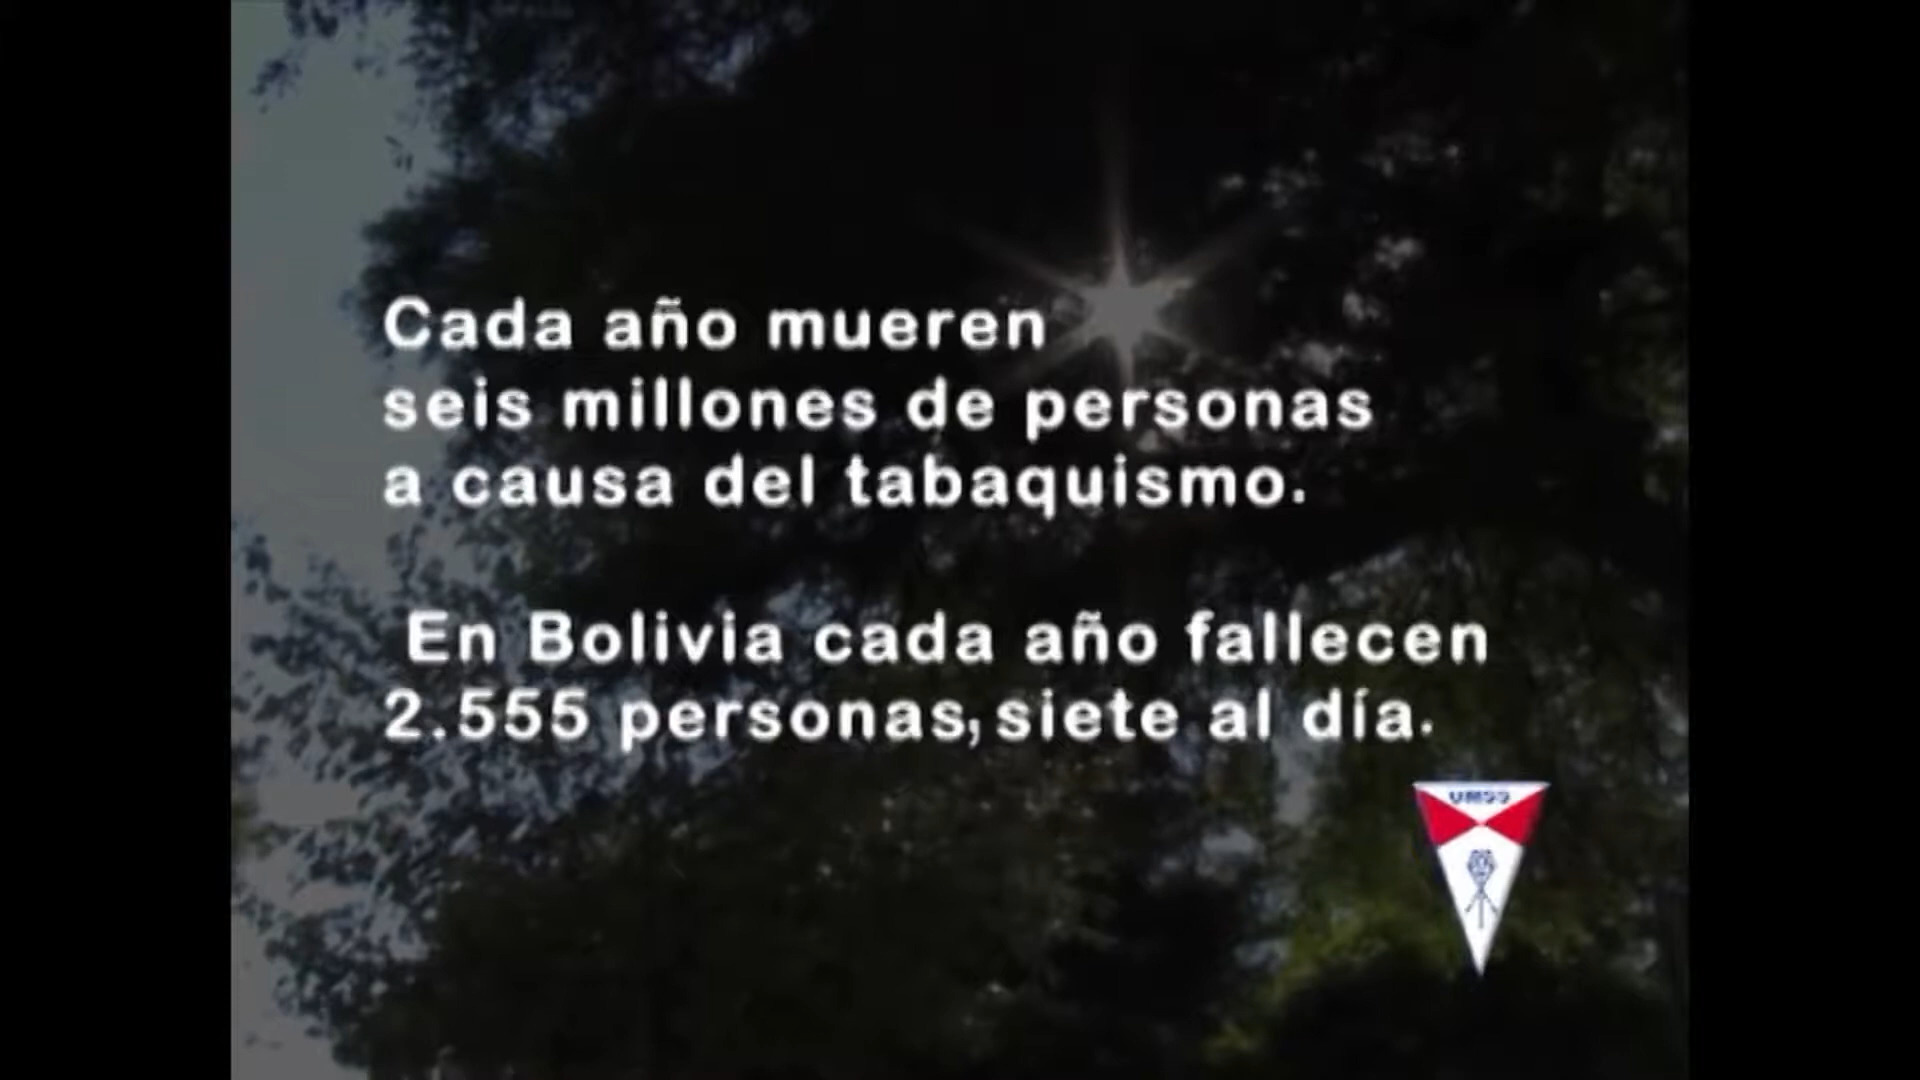 Cada año mueren
seis millones de personas
a causa del tabaquismo.
En Bolivia cada año fallecen
2.555 personas, siete al día.
UMSS